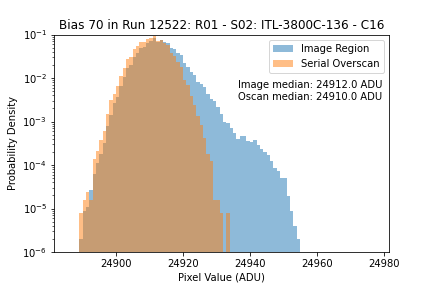 Bias 70 in Run 12522: R01 - S02: ITL-3800C-136 - C16
Image Region
Serial Overscan
Image median: 24912.0 ADU
Oscan median: 24910.0 ADU
Probability Density
10⁻¹
10⁻²
10⁻³
10⁻⁴
10⁻⁵
10⁻⁶
24900 24920 24940 24960 24980
Pixel Value (ADU)